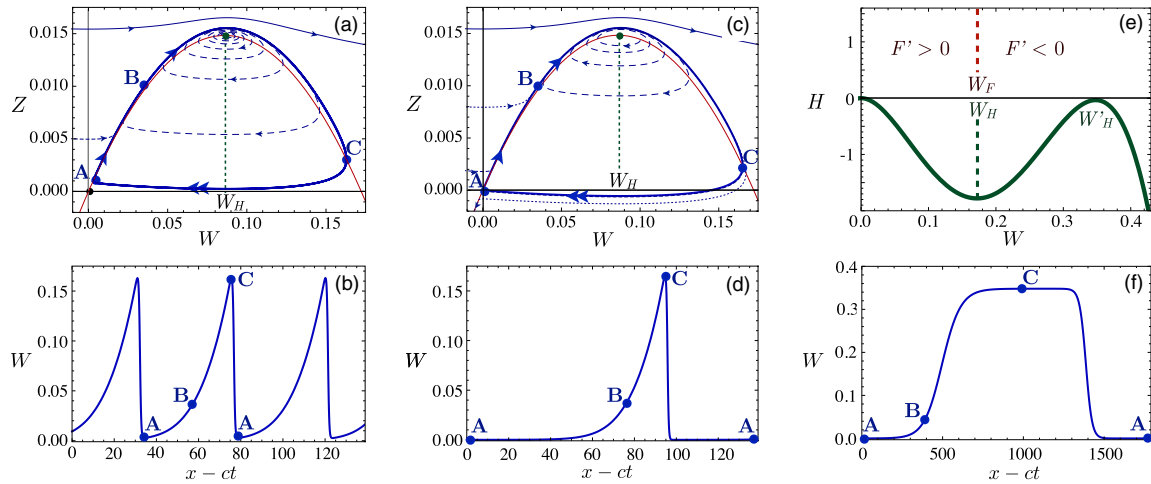 (a)
0.015
0.010
0.005
0.000
Z
A
B
C
W_H
0.00
0.05
0.10
0.15
W
(c)
0.015
0.010
0.005
0.000
Z
A
B
C
W_H
0.00
0.05
0.10
0.15
W
(e)
1
0
-1
H
F' > 0
F' < 0
W_F
W_H
W'_H
0.0
0.1
0.2
0.3
0.4
W
(b)
0.15
0.10
0.05
0.00
W
A
B
C
A
0 20 40 60 80 100 120
x − ct
(d)
0.15
0.10
0.05
0.00
W
A
B
C
A
0 20 40 60 80 100 120
x − ct
(f)
0.4
0.3
0.2
0.1
0.0
W
A
B
C
A
0 500 1000 1500
x − ct